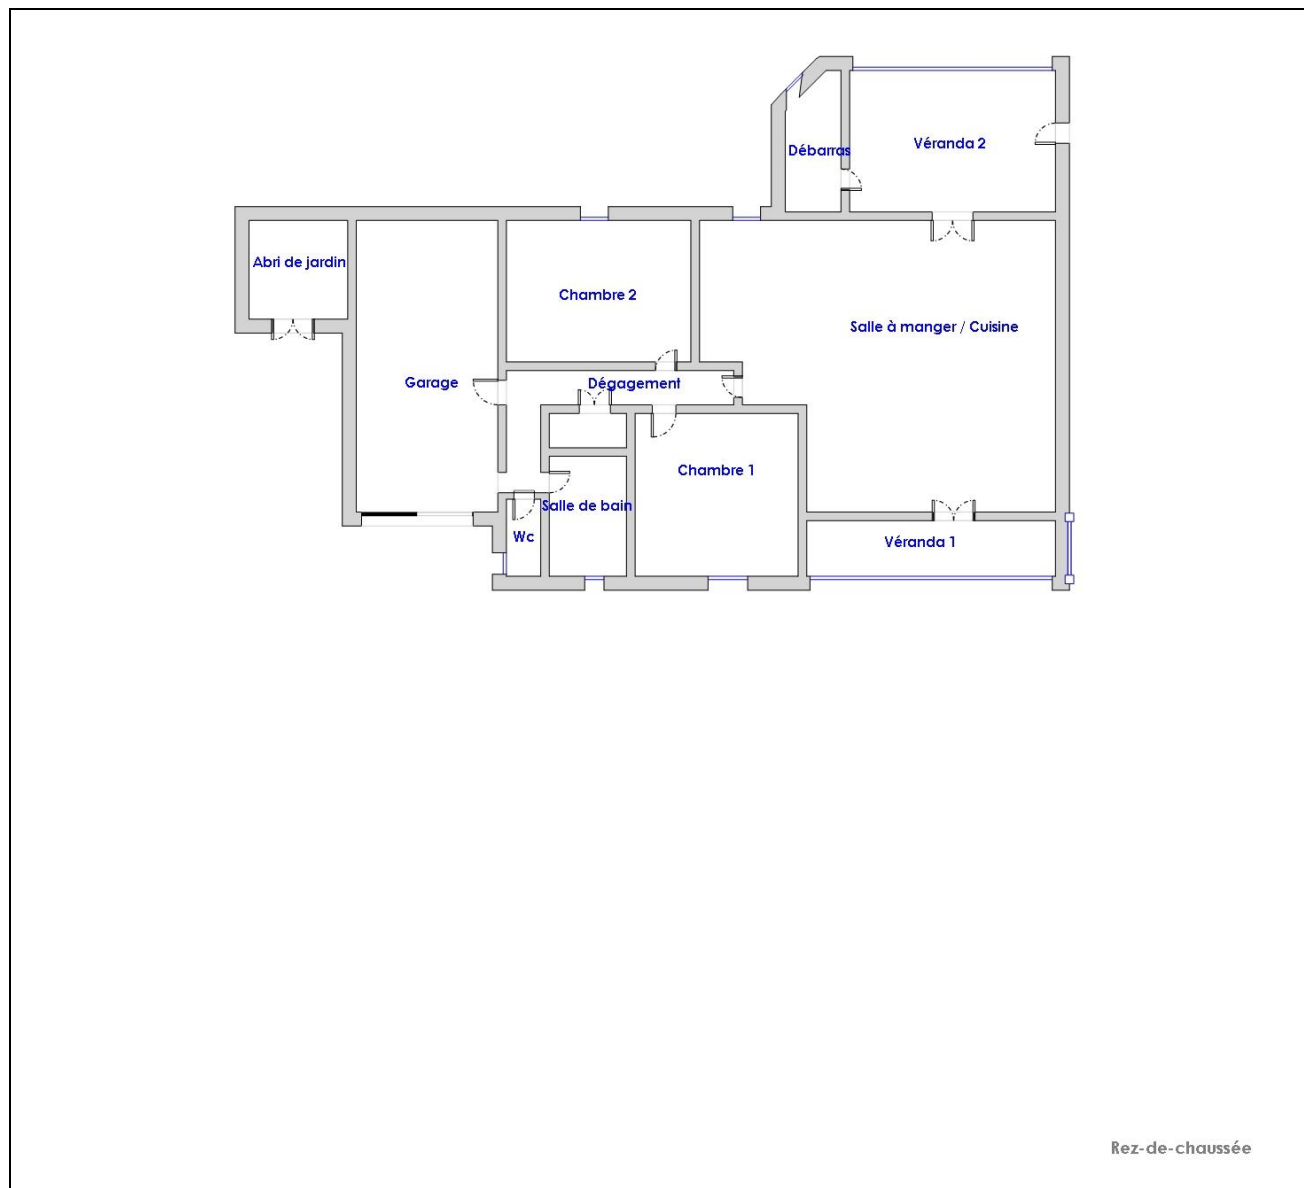 Véranda 2
Débarras
Abri de jardin
Chambre 2
Salle à manger / Cuisine
Garage
Dégagement
Chambre 1
Salle de bain
Wc
Véranda 1
Rez-de-chaussée